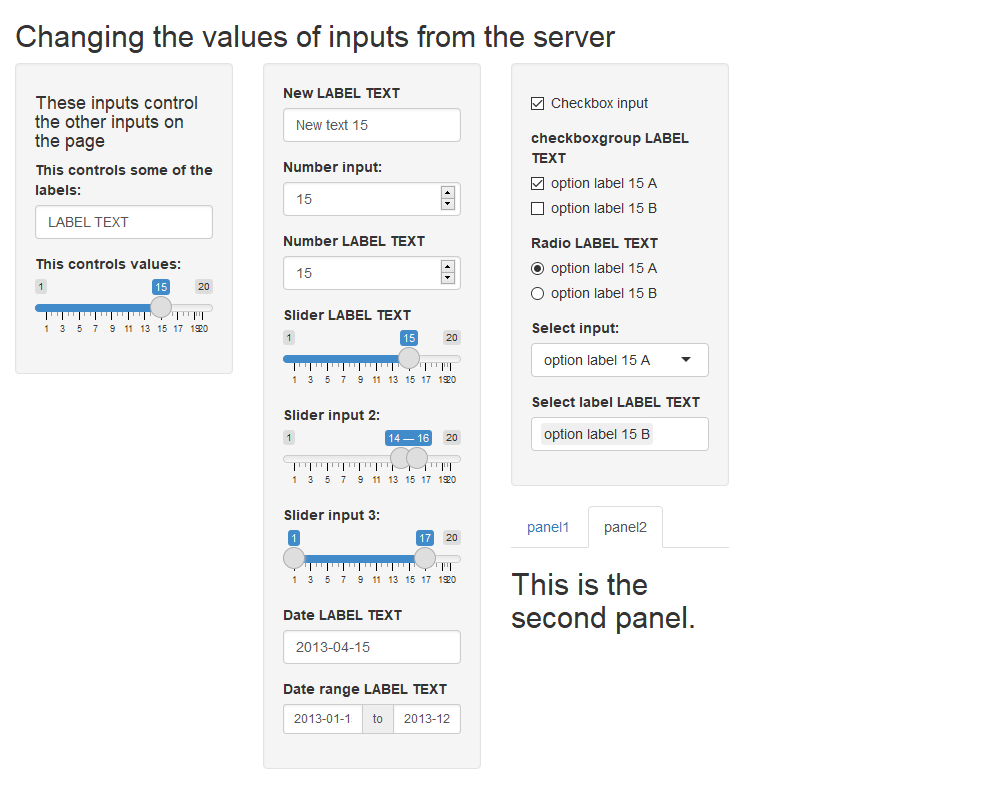 Changing the values of inputs from the server
These inputs control
the other inputs on
the page
This controls some of the
labels:
LABEL TEXT
This controls values:
1 15 20
1 3 5 7 9 11 13 15 17 19 20
New LABEL TEXT
New text 15
Number input:
15
Number LABEL TEXT
15
Slider LABEL TEXT
1 15 20
1 3 5 7 9 11 13 15 17 19 20
Slider input 2:
1 14 — 16 20
1 3 5 7 9 11 13 15 17 19 20
Slider input 3:
1 17 20
1 3 5 7 9 11 13 15 17 19 20
Date LABEL TEXT
2013-04-15
Date range LABEL TEXT
2013-01-1 to 2013-12
Checkbox input
checkboxgroup LABEL
TEXT
option label 15 A
option label 15 B
Radio LABEL TEXT
option label 15 A
option label 15 B
Select input:
option label 15 A
Select label LABEL TEXT
option label 15 B
panel1 panel2
This is the
second panel.